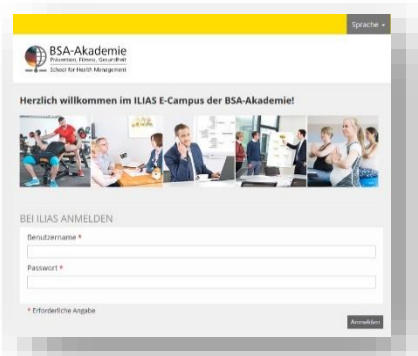 Sprache
BSA-Akademie
Prävention, Fitness, Gesundheit
School for Health Management
Herzlich willkommen im ILIAS E-Campus der BSA-Akademie!
BEI ILIAS ANMELDEN
Benutzername *
Passwort *
* Erforderliche Angabe
Anmelden